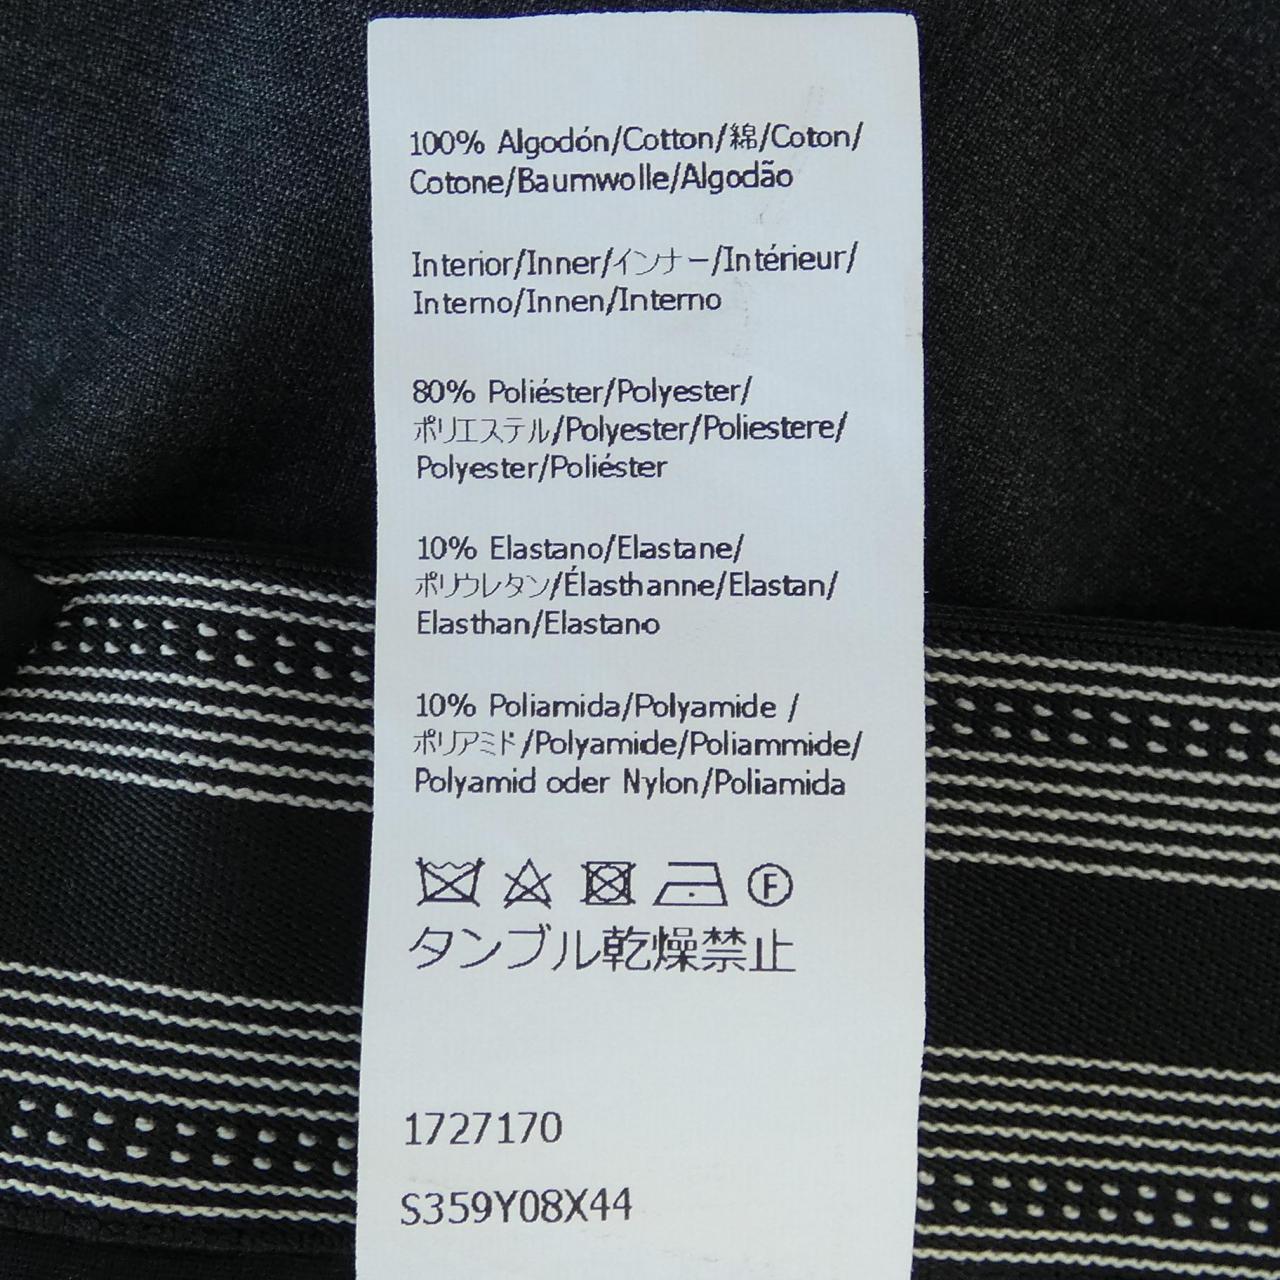 100% Algodón/Cotton/綿/Coton/
Cotone/Baumwolle/Algodão
Interior/Inner/インナー/Intérieur/
Interno/Innen/Interno
80% Poliéster/Polyester/
ポリエステル/Polyester/Poliestere/
Polyester/Poliéster
10% Elastano/Elastane/
ポリウレタン/Élasthanne/Elastan/
Elasthan/Elastano
10% Poliamida/Polyamide /
ポリアミド/Polyamide/Poliammide/
Polyamid oder Nylon/Poliamida
F
タンブル乾燥禁止
1727170
S359Y08X44